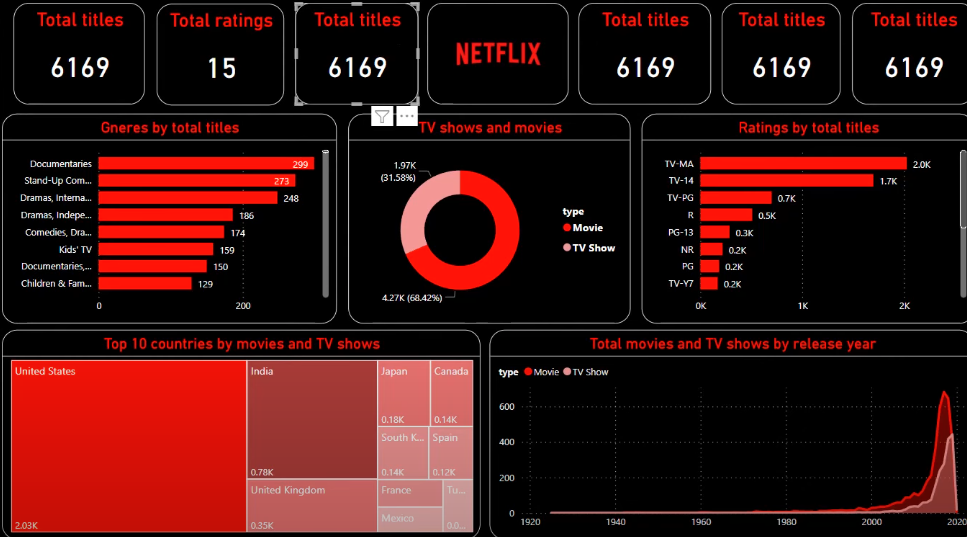 Total titles
6169
Total ratings
15
Total titles
6169
NETFLIX
Total titles
6169
Total titles
6169
Total titles
6169
Gneres by total titles
Documentaries
299
Stand-Up Com...
273
Dramas, Interna...
248
Dramas, Indepe...
186
Comedies, Dra...
174
Kids' TV
159
Documentaries,...
150
Children & Fam...
129
0
200
TV shows and movies
1.97K
(31.58%)
4.27K (68.42%)
type
Movie
TV Show
Ratings by total titles
TV-MA
2.0K
TV-14
1.7K
TV-PG
0.7K
R
0.5K
PG-13
0.3K
NR
0.2K
PG
0.2K
TV-Y7
0.2K
0K
1K
2K
Top 10 countries by movies and TV shows
United States
2.03K
India
0.78K
United Kingdom
0.35K
Japan
0.18K
Canada
0.14K
South K...
0.14K
Spain
0.12K
France
Mexico
Tu...
0.0...
Total movies and TV shows by release year
type Movie TV Show
600
400
200
0
1920
1940
1960
1980
2000
2020